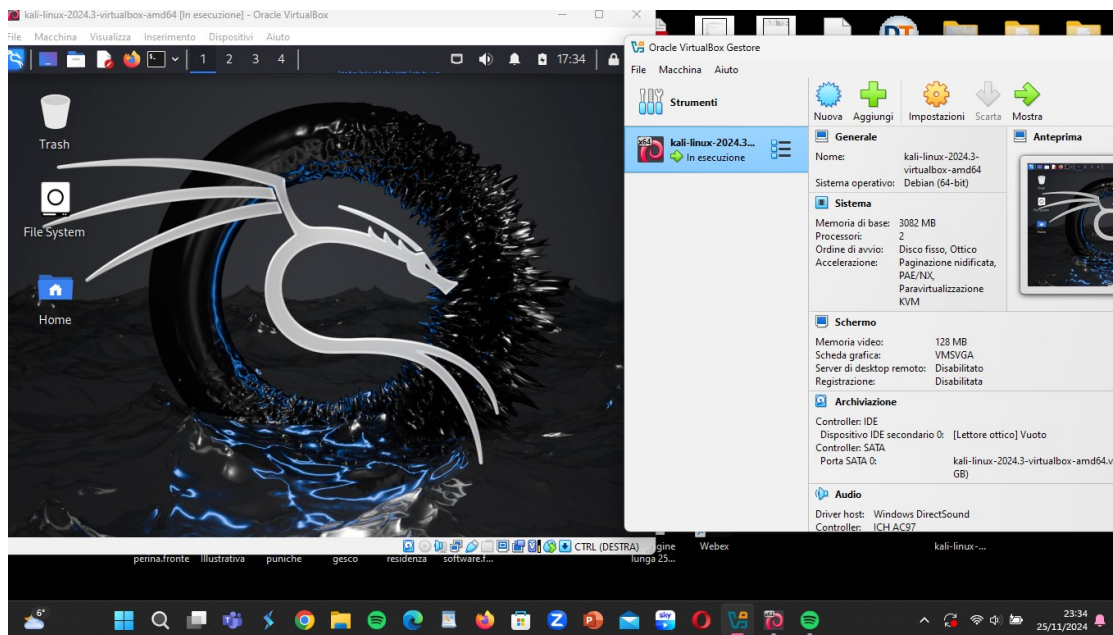 kali-linux-2024.3-virtualbox-amd64 [In esecuzione] - Oracle VirtualBox
File Macchina Visualizza Inserimento Dispositivi Aiuto
1 2 3 4
17:34
Trash
File System
Home
CTRL (DESTRA)
Oracle VirtualBox Gestore
File Macchina Aiuto
Strumenti
Nuova Aggiungi Impostazioni Scarta Mostra
x64
kali-linux-2024.3...
In esecuzione
Generale
Nome: kali-linux-2024.3-
virtualbox-amd64
Sistema operativo: Debian (64-bit)
Anteprima
Sistema
Memoria di base: 3082 MB
Processori: 2
Ordine di avvio: Disco fisso, Ottico
Accelerazione: Paginazione nidificata,
PAE/NX,
Paravirtualizzazione
KVM
Schermo
Memoria video: 128 MB
Scheda grafica: VMSVGA
Server di desktop remoto: Disabilitato
Registrazione: Disabilitata
Archiviazione
Controller: IDE
Dispositivo IDE secondario 0: [Lettore ottico] Vuoto
Controller: SATA
Porta SATA 0: kali-linux-2024.3-virtualbox-amd64.v
GB)
Audio
Driver host: Windows DirectSound
Controller: ICH AC97
perina.fronte Illustrativa puniche gesco residenza software.f... gine Webex kali-linux-...
lunga 25...
6°
sky
23:34
25/11/2024